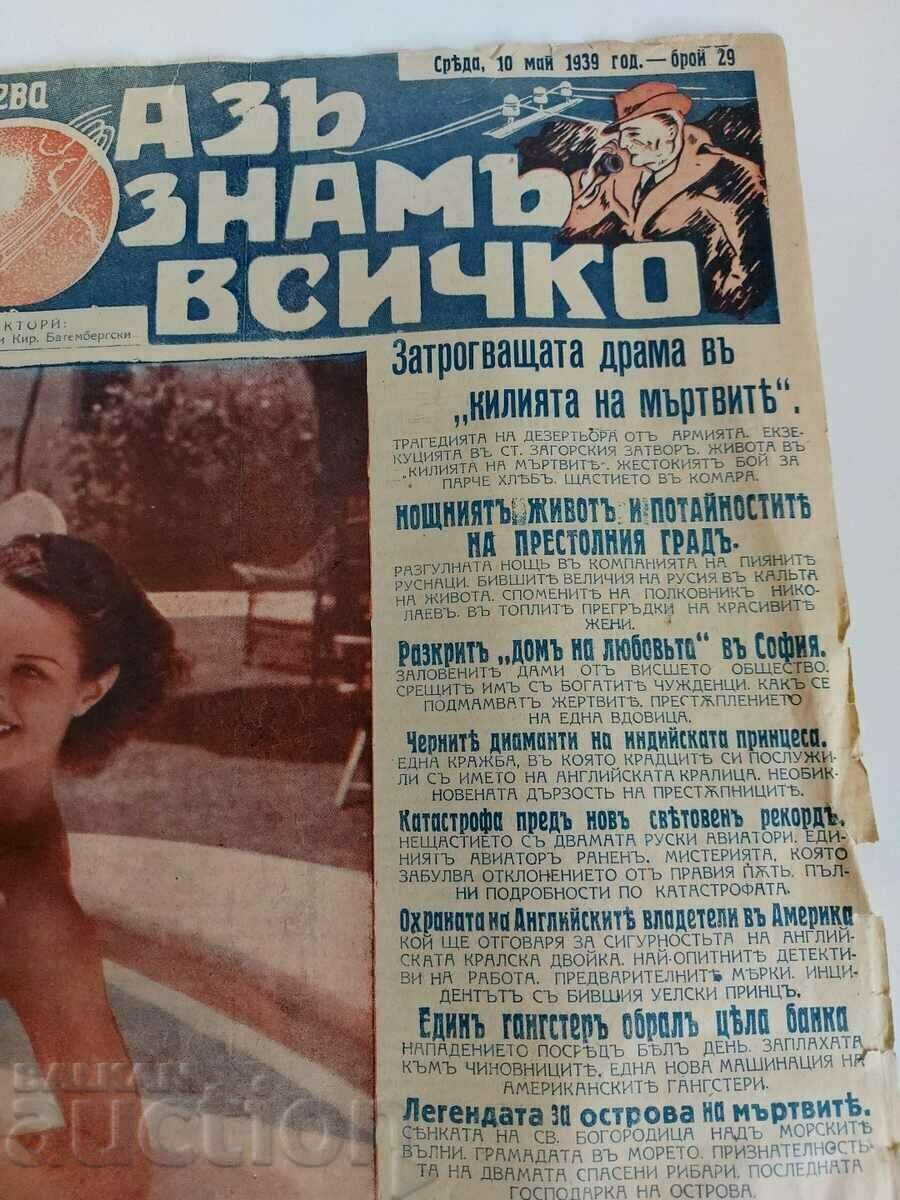 Срѣда, 10 май 1939 год. — брой 29
АЗЪ
ЗНАМЪ
ВСИЧКО
КТОРИ:
и Кир. Багембергски
Затрогващата драма въ
„килията на мъртвитѣ“.
ТРАГЕДИЯТА НА ДЕЗЕРТЬОРА ОТЪ АРМИЯТА. ЕКЗЕ-
КУЦИЯТА ВЪ СТ. ЗАГОРСКИЯ ЗАТВОР. ЖИВОТА ВЪ
„КИЛИЯТА НА МЪРТВИТѢ“. ЖЕСТОКИЯТЪ БОЙ ЗА
ПАРЧЕ ХЛѢБЪ. ЩАСТИЕТО ВЪ КОМАРА.
НОЩНИЯТЪ ЖИВОТЪ И ПОТАЙНОСТИТѢ
НА ПРЕСТОЛНИЯ ГРАДЪ.
РАЗГУЛНАТА НОЩЬ ВЪ КОМПАНИЯТА НА ПИЯНИТѢ
РУСНАЦИ. БИВШИТѢ ВЕЛИЧИЯ НА РУСИЯ ВЪ КАЛЬТА
НА ЖИВОТА. СПОМЕНИТѢ НА ПОЛКОВНИК НИКО-
ЛАЕВЪ. ВЪ ТОПЛИТѢ ПРЕГРЪДКИ НА КРАСИВИТѢ
ЖЕНИ.
Разкритъ „домъ на любовьта“ въ София.
ЗАЛОВЕНИТѢ ДАМИ ОТЪ ВИСШЕТО ОБЩЕСТВО.
СРЕЩИТѢ ИМЪ СЪ БОГАТИТѢ ЧУЖДЕНЦИ. КАКЪ СЕ
ПОДМАМВАТЪ ЖЕРТВИТѢ. ПРЕСТѪПЛЕНИЕТО
НА ЕДНА ВДОВИЦА.
Чернитѣ диаманти на индийската принцеса.
ЕДНА КРАЖБА, ВЪ КОЯТО КРАДЦИТѢ СИ ПОСЛУЖИ-
ЛИ СЪ ИМЕТО НА АНГЛИЙСКАТА КРАЛИЦА. НЕОБИК-
НОВЕНАТА ДЪРЗОСТЬ НА ПРЕСТѪПНИЦИТѢ.
Катастрофа предъ новъ свѣтовенъ рекордъ.
НЕЩАСТИЕТО СЪ ДВАМАТА РУСКИ АВИАТОРИ. ЕДИ-
НИЯТЪ АВИАТОРЪ РАНЕНЪ. МИСТЕРИЯТА, КОЯТО
ЗАБУЛВА ОТКЛОНЕНИЕТО ОТЪ ПРАВИЯ ПѪТЬ. ПЪЛ-
НИ ПОДРОБНОСТИ ПО КАТАСТРОФАТА.
Охраната на Английскитѣ владетели въ Америка
КОЙ ЩЕ ОТГОВАРЯ ЗА СИГУРНОСТЬТА НА АНГЛИЙ-
СКАТА КРАЛСКА ДВОЙКА. НАЙ-ОПИТНИТЕ ДЕТЕКТИ-
ВИ НА РАБОТА. ПРЕДВАРИТЕЛНИТѢ МѢРКИ. ИНЦИ-
ДЕНТЪТЪ СЪ БИВШИЯ УЕЛСКИ ПРИНЦЪ.
Единъ гангстеръ обралъ цѣла банка
НАПАДЕНИЕТО ПОСРѢДЪ БѢЛЪ ДЕНЬ. ЗАПЛАХАТА
КЪМЪ ЧИНОВНИЦИТѢ. ЕДНА НОВА МАШИНАЦИЯ НА
АМЕРИКАНСКИТѢ ГАНГСТЕРИ.
Легендата за острова на мъртвитѣ.
СѢНКАТА НА СВ. БОГОРОДИЦА НАДЪ МОРСКИТѢ
ВЪЛНИ. ГРАМАДАТА ВЪ МОРЕТО. ПРИЗНАТЕЛНОСТЬ-
ТА НА ДВАМАТА СПАСЕНИ РИБАРИ. ПОСЛЕДНАТА
ГОСПОДАРКА НА ОСТРОВА.
БАЛКАН
auction